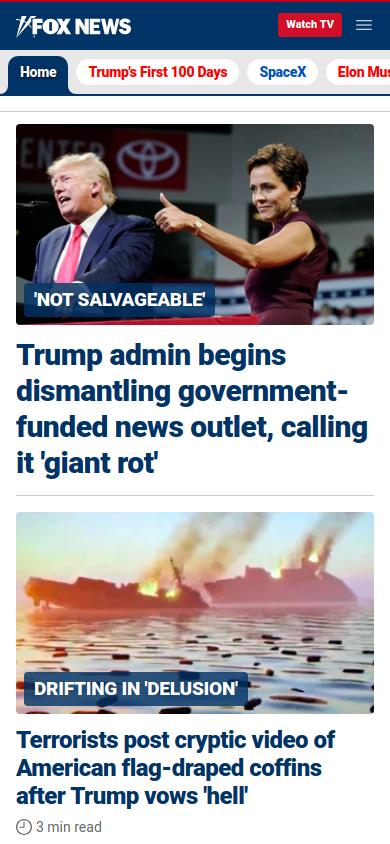 FOX NEWS
Watch TV
Home
Trump's First 100 Days
SpaceX
Elon Mus
ENTER
TOYOTA
'NOT SALVAGEABLE'
Trump admin begins
dismantling government-
funded news outlet, calling
it 'giant rot'
DRIFTING IN 'DELUSION'
Terrorists post cryptic video of
American flag-draped coffins
after Trump vows 'hell'
3 min read